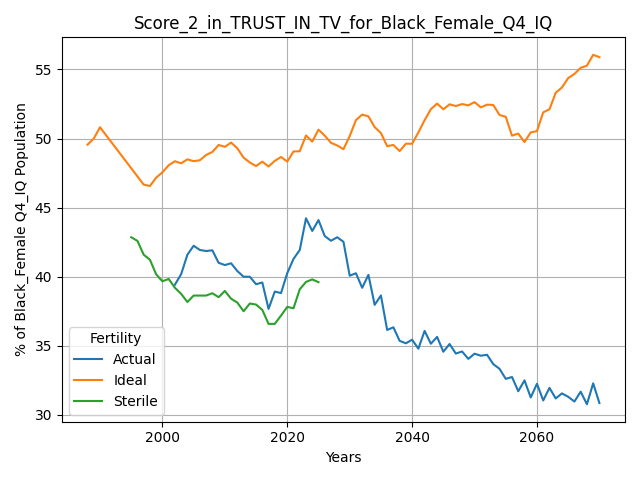 Score_2_in_TRUST_IN_TV_for_Black_Female_Q4_IQ
% of Black_Female Q4_IQ Population
55
50
45
40
35
30
Fertility
Actual
Ideal
Sterile
2000
2020
2040
2060
Years